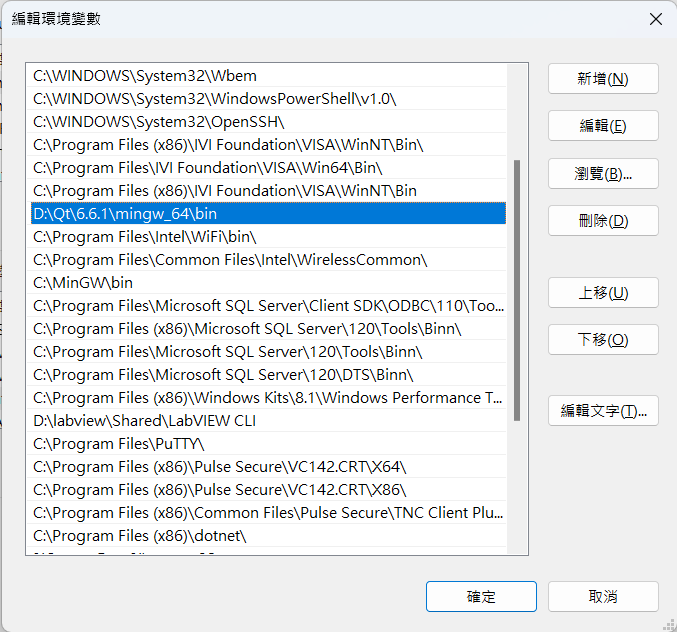 編輯環境變數
C:\WINDOWS\System32\Wbem
C:\WINDOWS\System32\WindowsPowerShell\v1.0\
C:\WINDOWS\System32\OpenSSH\
C:\Program Files (x86)\IVI Foundation\VISA\WinNT\Bin\
C:\Program Files\IVI Foundation\VISA\Win64\Bin\
C:\Program Files (x86)\IVI Foundation\VISA\WinNT\Bin
D:\Qt\6.6.1\mingw_64\bin
C:\Program Files\Intel\WiFi\bin\
C:\Program Files\Common Files\Intel\WirelessCommon\
C:\MinGW\bin
C:\Program Files\Microsoft SQL Server\Client SDK\ODBC\110\Too...
C:\Program Files (x86)\Microsoft SQL Server\120\Tools\Binn\
C:\Program Files\Microsoft SQL Server\120\Tools\Binn\
C:\Program Files\Microsoft SQL Server\120\DTS\Binn\
C:\Program Files (x86)\Windows Kits\8.1\Windows Performance T...
D:\labview\Shared\LabVIEW CLI
C:\Program Files\PuTTY\
C:\Program Files (x86)\Pulse Secure\VC142.CRT\X64\
C:\Program Files (x86)\Pulse Secure\VC142.CRT\X86\
C:\Program Files (x86)\Common Files\Pulse Secure\TNC Client Plu...
C:\Program Files (x86)\dotnet\
新增(N)
編輯(E)
瀏覽(B)...
刪除(D)
上移(U)
下移(O)
編輯文字(T)...
確定
取消